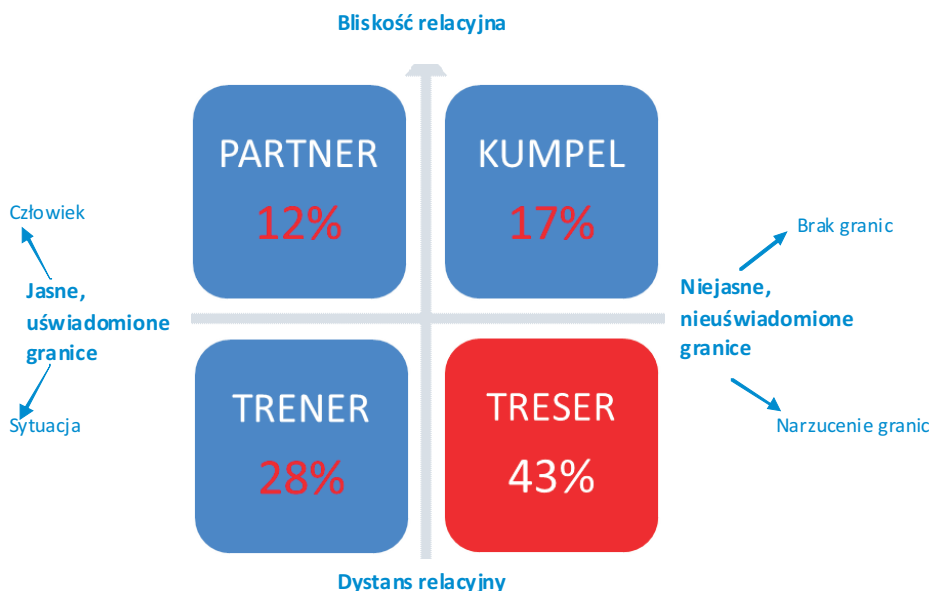 Bliskość relacyjna
PARTNER
12%
KUMPEL
17%
Człowiek
Brak granic
Jasne,
uświadomione
granice
Niejasne,
nieuświadomione
granice
TRENER
28%
TRESER
43%
Sytuacja
Narzucenie granic
Dystans relacyjny